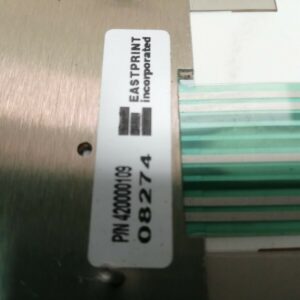 EASTPRINT
incorporated
P/N 420000109
08274